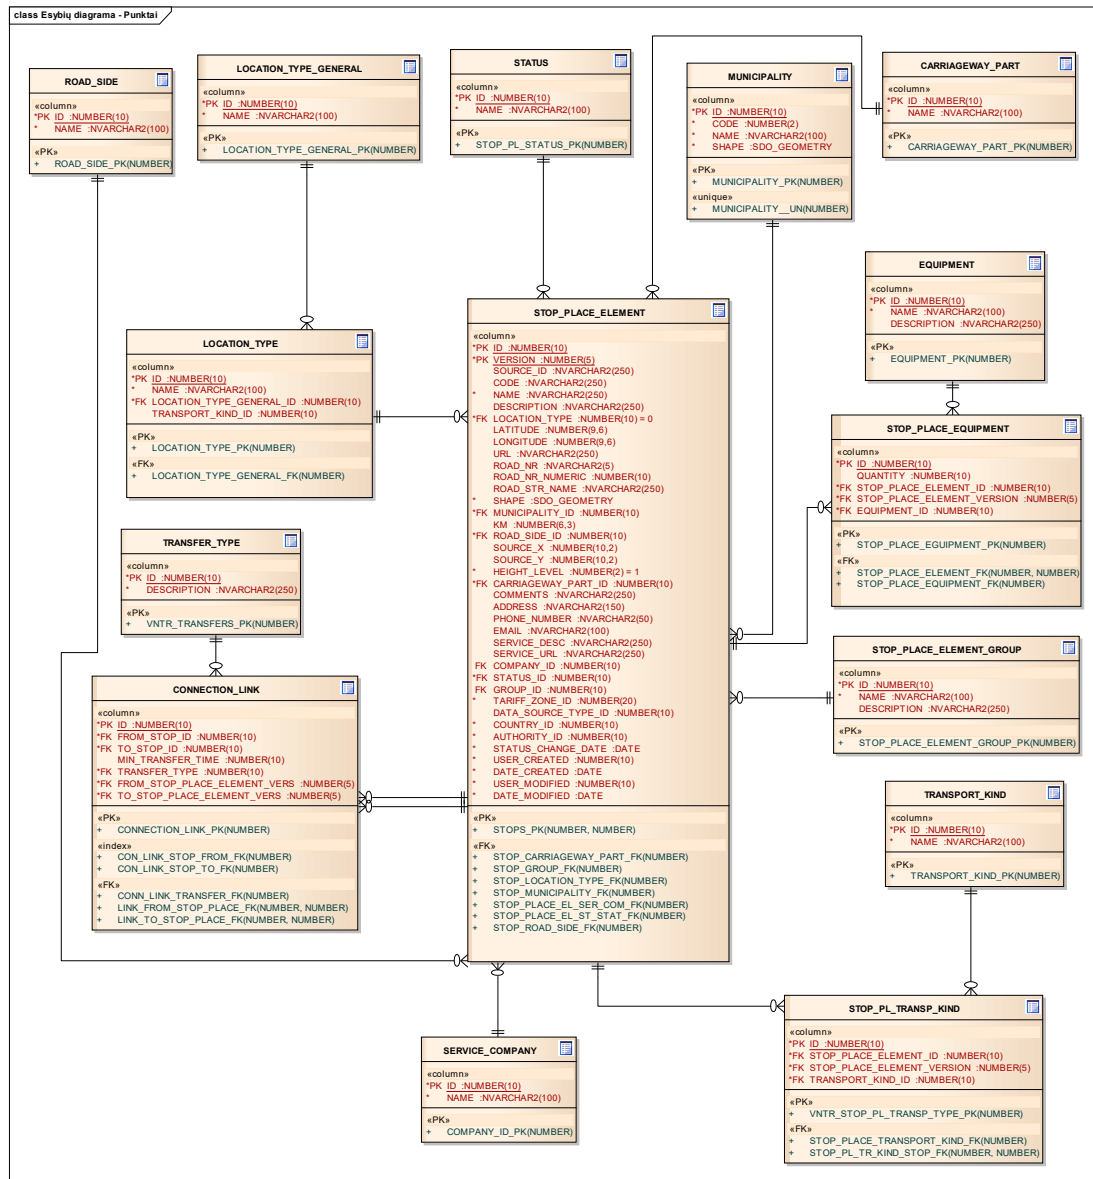 class Esybių diagrama - Punktai
ROAD_SIDE
«column»
*PK ID :NUMBER(10)
* NAME :NVARCHAR2(100)
«PK»
+ ROAD_SIDE_PK(NUMBER)
LOCATION_TYPE_GENERAL
«column»
*PK ID :NUMBER(10)
* NAME :NVARCHAR2(100)
«PK»
+ LOCATION_TYPE_GENERAL_PK(NUMBER)
STATUS
«column»
*PK ID :NUMBER(10)
* NAME :NVARCHAR2(100)
«PK»
+ STOP_PL_STATUS_PK(NUMBER)
MUNICIPALITY
«column»
*PK ID :NUMBER(10)
* CODE :NUMBER(2)
* NAME :NVARCHAR2(100)
* SHAPE :SDO_GEOMETRY
«PK»
+ MUNICIPALITY_PK(NUMBER)
«unique»
+ MUNICIPALITY__UN(NUMBER)
CARRIAGEWAY_PART
«column»
*PK ID :NUMBER(10)
* NAME :NVARCHAR2(100)
«PK»
+ CARRIAGEWAY_PART_PK(NUMBER)
EQUIPMENT
«column»
*PK ID :NUMBER(10)
* NAME :NVARCHAR2(100)
DESCRIPTION :NVARCHAR2(250)
«PK»
+ EQUIPMENT_PK(NUMBER)
LOCATION_TYPE
«column»
*PK ID :NUMBER(10)
* NAME :NVARCHAR2(100)
*FK LOCATION_TYPE_GENERAL_ID :NUMBER(10)
TRANSPORT_KIND_ID :NUMBER(10)
«PK»
+ LOCATION_TYPE_PK(NUMBER)
«FK»
+ LOCATION_TYPE_GENERAL_FK(NUMBER)
STOP_PLACE_ELEMENT
«column»
*PK ID :NUMBER(10)
*PK VERSION :NUMBER(5)
SOURCE_ID :NVARCHAR2(250)
CODE :NVARCHAR2(250)
* NAME :NVARCHAR2(250)
DESCRIPTION :NVARCHAR2(250)
*FK LOCATION_TYPE :NUMBER(10) = 0
LATITUDE :NUMBER(9,6)
LONGITUDE :NUMBER(9,6)
URL :NVARCHAR2(250)
ROAD_NR :NVARCHAR2(5)
ROAD_NR_NUMERIC :NUMBER(10)
ROAD_STR_NAME :NVARCHAR2(250)
* SHAPE :SDO_GEOMETRY
*FK MUNICIPALITY_ID :NUMBER(10)
KM :NUMBER(6,3)
*FK ROAD_SIDE_ID :NUMBER(10)
SOURCE_X :NUMBER(10,2)
SOURCE_Y :NUMBER(10,2)
* HEIGHT_LEVEL :NUMBER(2) = 1
*FK CARRIAGEWAY_PART_ID :NUMBER(10)
COMMENTS :NVARCHAR2(250)
ADDRESS :NVARCHAR2(150)
PHONE_NUMBER :NVARCHAR2(50)
EMAIL :NVARCHAR2(100)
SERVICE_DESC :NVARCHAR2(250)
SERVICE_URL :NVARCHAR2(250)
FK COMPANY_ID :NUMBER(10)
*FK STATUS_ID :NUMBER(10)
FK GROUP_ID :NUMBER(10)
* TARIFF_ZONE_ID :NUMBER(20)
DATA_SOURCE_TYPE_ID :NUMBER(10)
* COUNTRY_ID :NUMBER(10)
* AUTHORITY_ID :NUMBER(10)
* STATUS_CHANGE_DATE :DATE
* USER_CREATED :NUMBER(10)
* DATE_CREATED :DATE
* USER_MODIFIED :NUMBER(10)
* DATE_MODIFIED :DATE
«PK»
+ STOPS_PK(NUMBER, NUMBER)
«FK»
+ STOP_CARRIAGEWAY_PART_FK(NUMBER)
+ STOP_GROUP_FK(NUMBER)
+ STOP_LOCATION_TYPE_FK(NUMBER)
+ STOP_MUNICIPALITY_FK(NUMBER)
+ STOP_PLACE_EL_SER_COM_FK(NUMBER)
+ STOP_PLACE_EL_ST_STAT_FK(NUMBER)
+ STOP_ROAD_SIDE_FK(NUMBER)
STOP_PLACE_EQUIPMENT
«column»
*PK ID :NUMBER(10)
QUANTITY :NUMBER(10)
*FK STOP_PLACE_ELEMENT_ID :NUMBER(10)
*FK STOP_PLACE_ELEMENT_VERSION :NUMBER(5)
*FK EQUIPMENT_ID :NUMBER(10)
«PK»
+ STOP_PLACE_EGUIPMENT_PK(NUMBER)
«FK»
+ STOP_PLACE_ELEMENT_FK(NUMBER, NUMBER)
+ STOP_PLACE_EQUIPMENT_FK(NUMBER)
TRANSFER_TYPE
«column»
*PK ID :NUMBER(10)
* DESCRIPTION :NVARCHAR2(250)
«PK»
+ VNTR_TRANSFERS_PK(NUMBER)
STOP_PLACE_ELEMENT_GROUP
«column»
*PK ID :NUMBER(10)
* NAME :NVARCHAR2(100)
DESCRIPTION :NVARCHAR2(250)
«PK»
+ STOP_PLACE_ELEMENT_GROUP_PK(NUMBER)
CONNECTION_LINK
«column»
*PK ID :NUMBER(10)
*FK FROM_STOP_ID :NUMBER(10)
*FK TO_STOP_ID :NUMBER(10)
MIN_TRANSFER_TIME :NUMBER(10)
*FK TRANSFER_TYPE :NUMBER(10)
*FK FROM_STOP_PLACE_ELEMENT_VERS :NUMBER(5)
*FK TO_STOP_PLACE_ELEMENT_VERS :NUMBER(5)
«PK»
+ CONNECTION_LINK_PK(NUMBER)
«index»
+ CON_LINK_STOP_FROM_FK(NUMBER)
+ CON_LINK_STOP_TO_FK(NUMBER)
«FK»
+ CONN_LINK_TRANSFER_FK(NUMBER)
+ LINK_FROM_STOP_PLACE_FK(NUMBER, NUMBER)
+ LINK_TO_STOP_PLACE_FK(NUMBER, NUMBER)
TRANSPORT_KIND
«column»
*PK ID :NUMBER(10)
* NAME :NVARCHAR2(100)
«PK»
+ TRANSPORT_KIND_PK(NUMBER)
SERVICE_COMPANY
«column»
*PK ID :NUMBER(10)
* NAME :NVARCHAR2(100)
«PK»
+ COMPANY_ID_PK(NUMBER)
STOP_PL_TRANSP_KIND
«column»
*PK ID :NUMBER(10)
*FK STOP_PLACE_ELEMENT_ID :NUMBER(10)
*FK STOP_PLACE_ELEMENT_VERSION :NUMBER(5)
*FK TRANSPORT_KIND_ID :NUMBER(10)
«PK»
+ VNTR_STOP_PL_TRANSP_TYPE_PK(NUMBER)
«FK»
+ STOP_PLACE_TRANSPORT_KIND_FK(NUMBER)
+ STOP_PL_TR_KIND_STOP_FK(NUMBER, NUMBER)